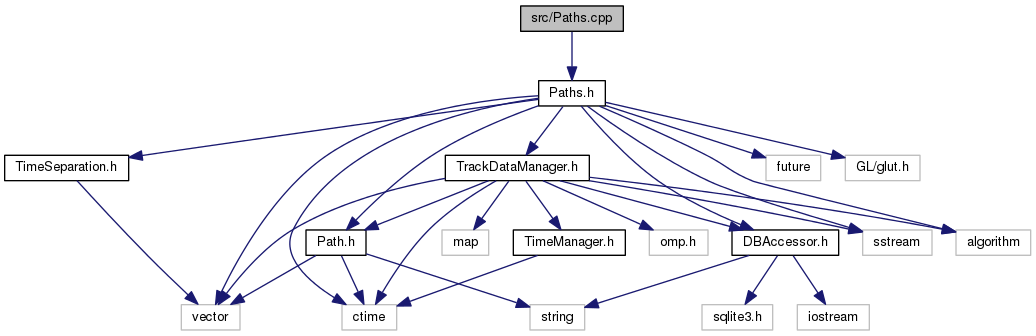 src/Paths.cpp
Paths.h
TimeSeparation.h
TrackDataManager.h
future
GL/glut.h
Path.h
map
TimeManager.h
omp.h
DBAccessor.h
sstream
algorithm
vector
ctime
string
sqlite3.h
iostream